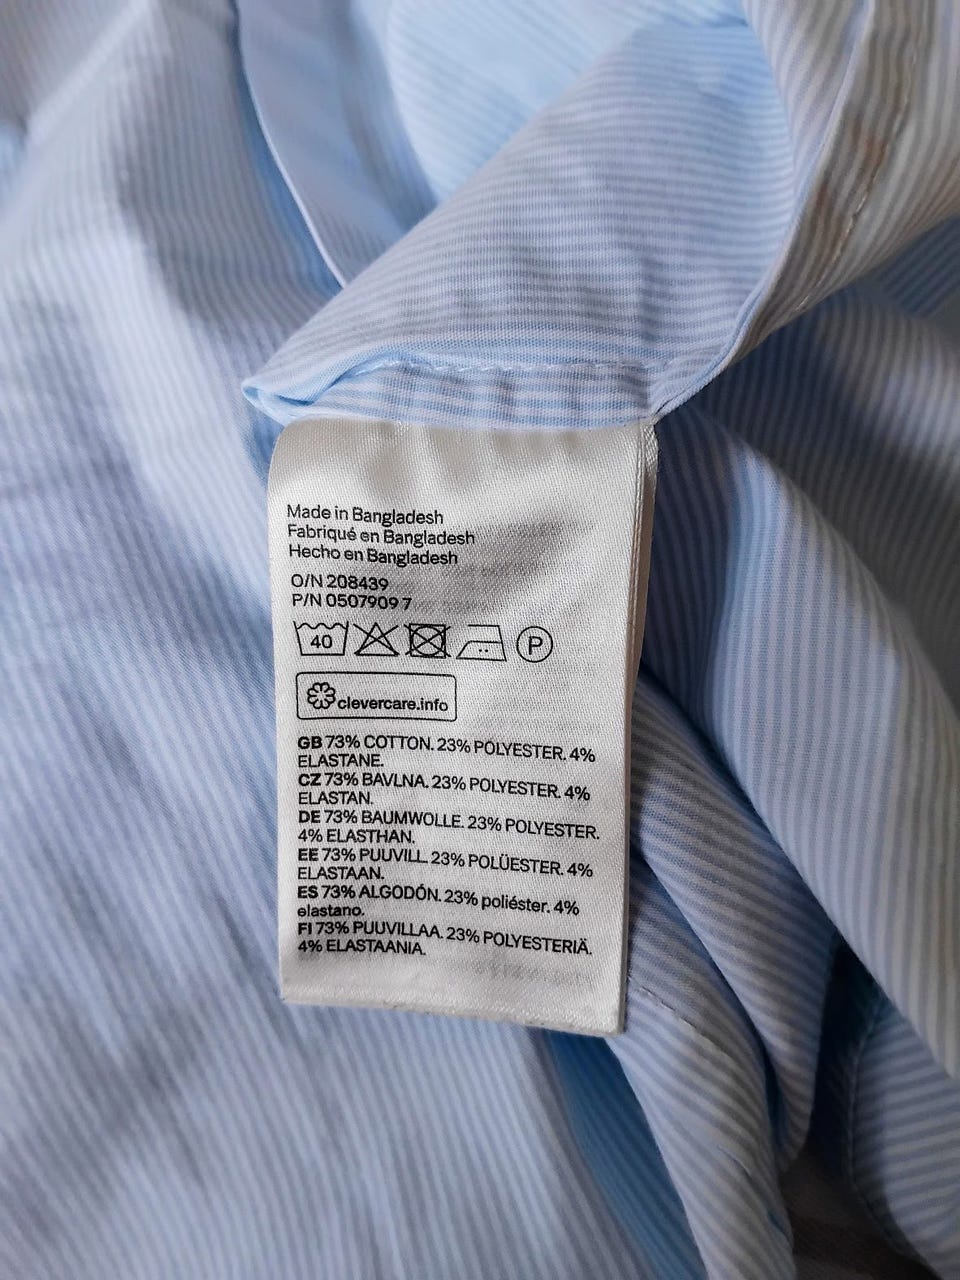 Made in Bangladesh
Fabriqué en Bangladesh
Hecho en Bangladesh
O/N 208439
P/N 0507909 7
40
P
clevercare.info
GB 73% COTTON. 23% POLYESTER. 4%
ELASTANE.
CZ 73% BAVLNA. 23% POLYESTER. 4%
ELASTAN.
DE 73% BAUMWOLLE. 23% POLYESTER.
4% ELASTHAN.
EE 73% PUUVILL. 23% POLÜESTER. 4%
ELASTAAN.
ES 73% ALGODÓN. 23% poliéster. 4%
elastano.
FI 73% PUUVILLAA. 23% POLYESTERIÄ.
4% ELASTAANIA.